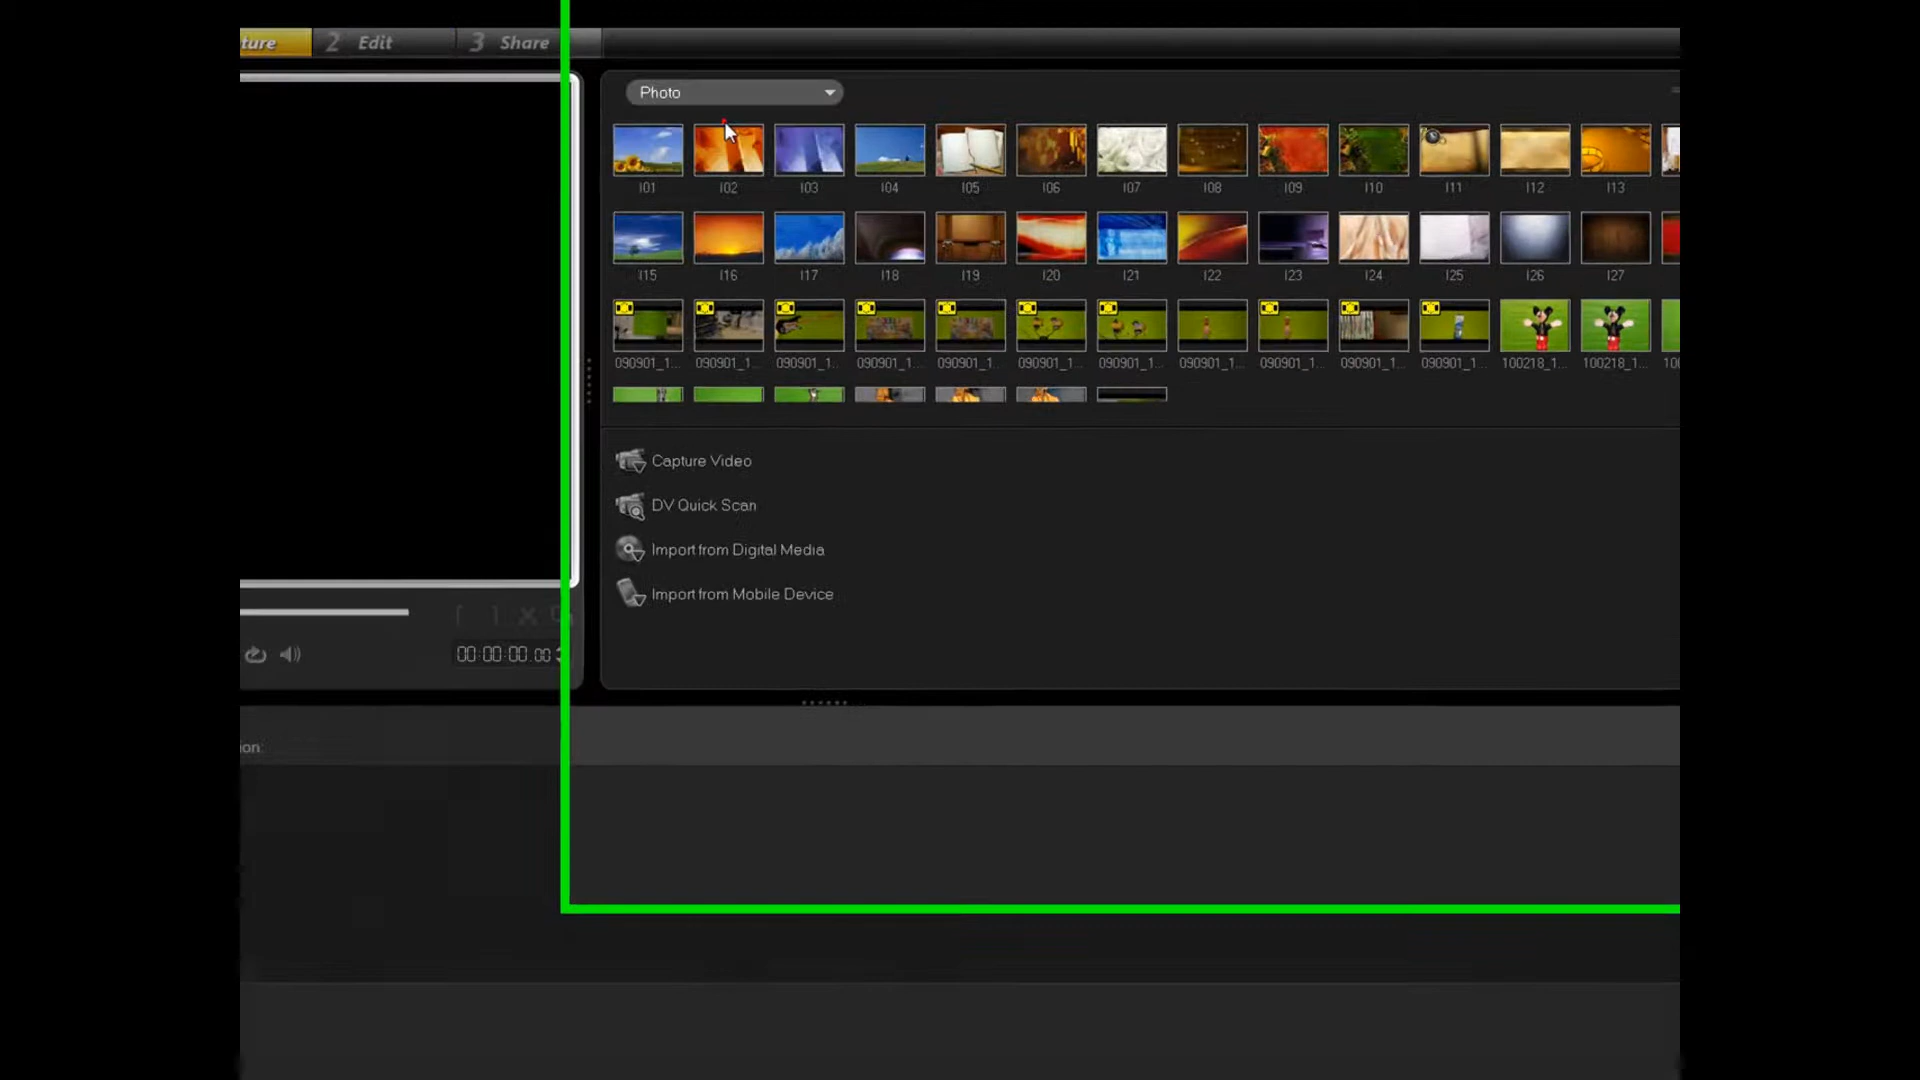 ture 2 Edit 3 Share
Photo
I01 I02 I03 I04 I05 I06 I07 I08 I09 I10 I11 I12 I13
I15 I16 I17 I18 I19 I20 I21 I22 I23 I24 I25 I26 I27
090901_1... 090901_1... 090901_1... 090901_1... 090901_1... 090901_1... 090901_1... 090901_1... 090901_1... 090901_1... 090901_1... 100218_1... 100218_1... 100
Capture Video
DV Quick Scan
Import from Digital Media
Import from Mobile Device
00:00:00.00
ion: